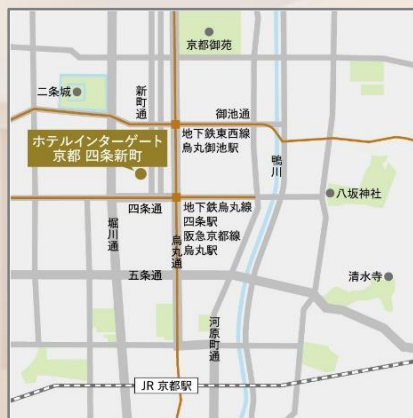 京都御苑
二条城
新町通
御池通
地下鉄東西線
烏丸御池駅
ホテルインターゲート
京都 四条新町
鴨川
八坂神社
四条通
地下鉄烏丸線
四条駅
阪急京都線
烏丸駅
堀川通
烏丸通
五条通
清水寺
河原町通
JR 京都駅